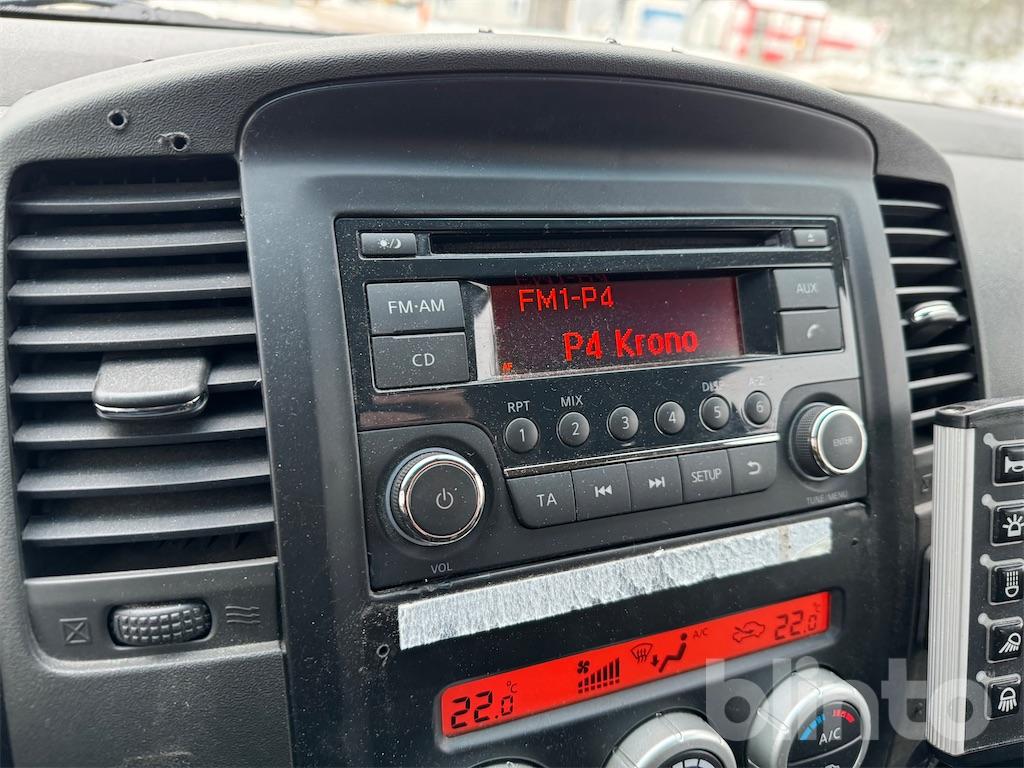 FM·AM
CD
FM1-P4
P4 Krono
AF
AUX
RPT MIX DISP A-Z
1 2 3 4 5 6
TA SETUP
ENTER
TUNE/MENU
VOL
22.0°C A/C 22.0
A/C
blinto